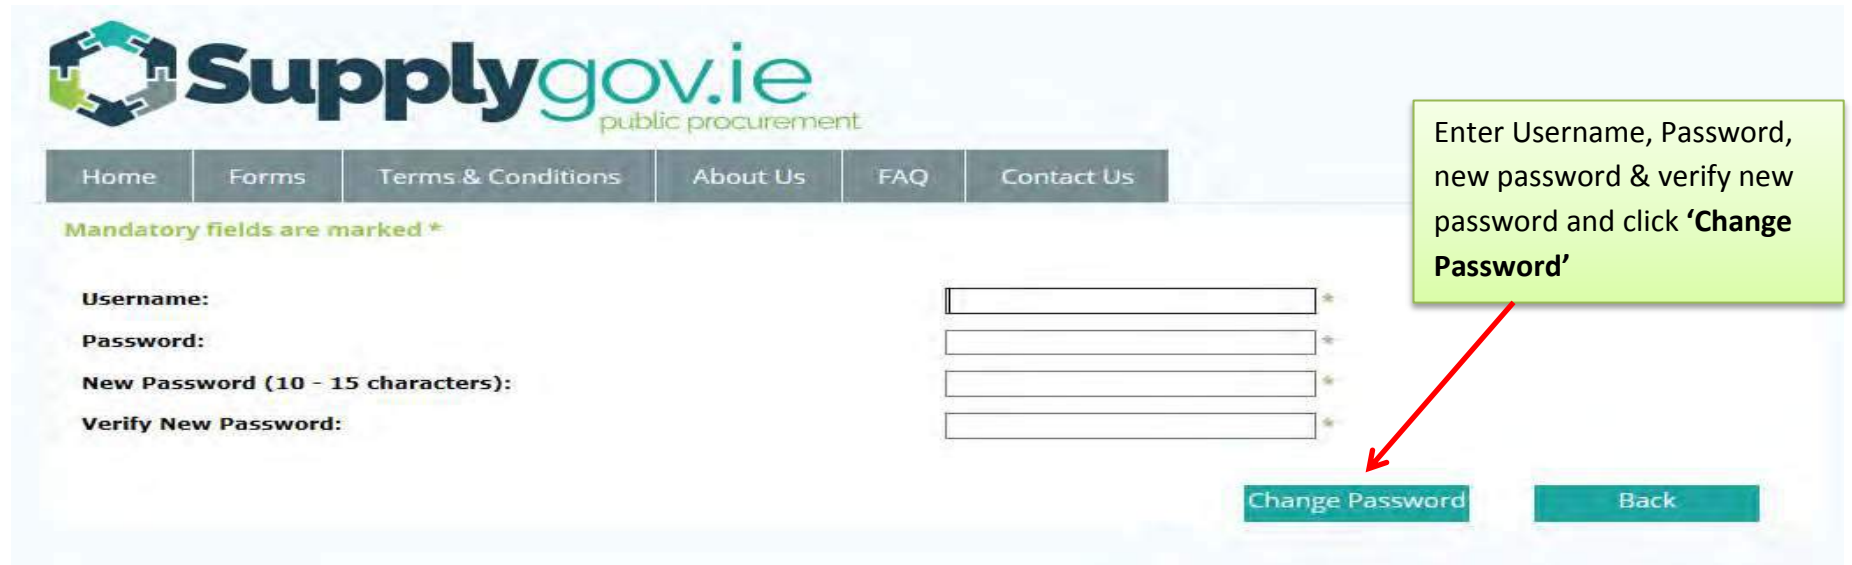 Supplygov.ie
public procurement
Home Forms Terms & Conditions About Us FAQ Contact Us
Mandatory fields are marked *
Username: *
Password: *
New Password (10 - 15 characters): *
Verify New Password: *
Change Password Back
Enter Username, Password,
new password & verify new
password and click ‘Change
Password’